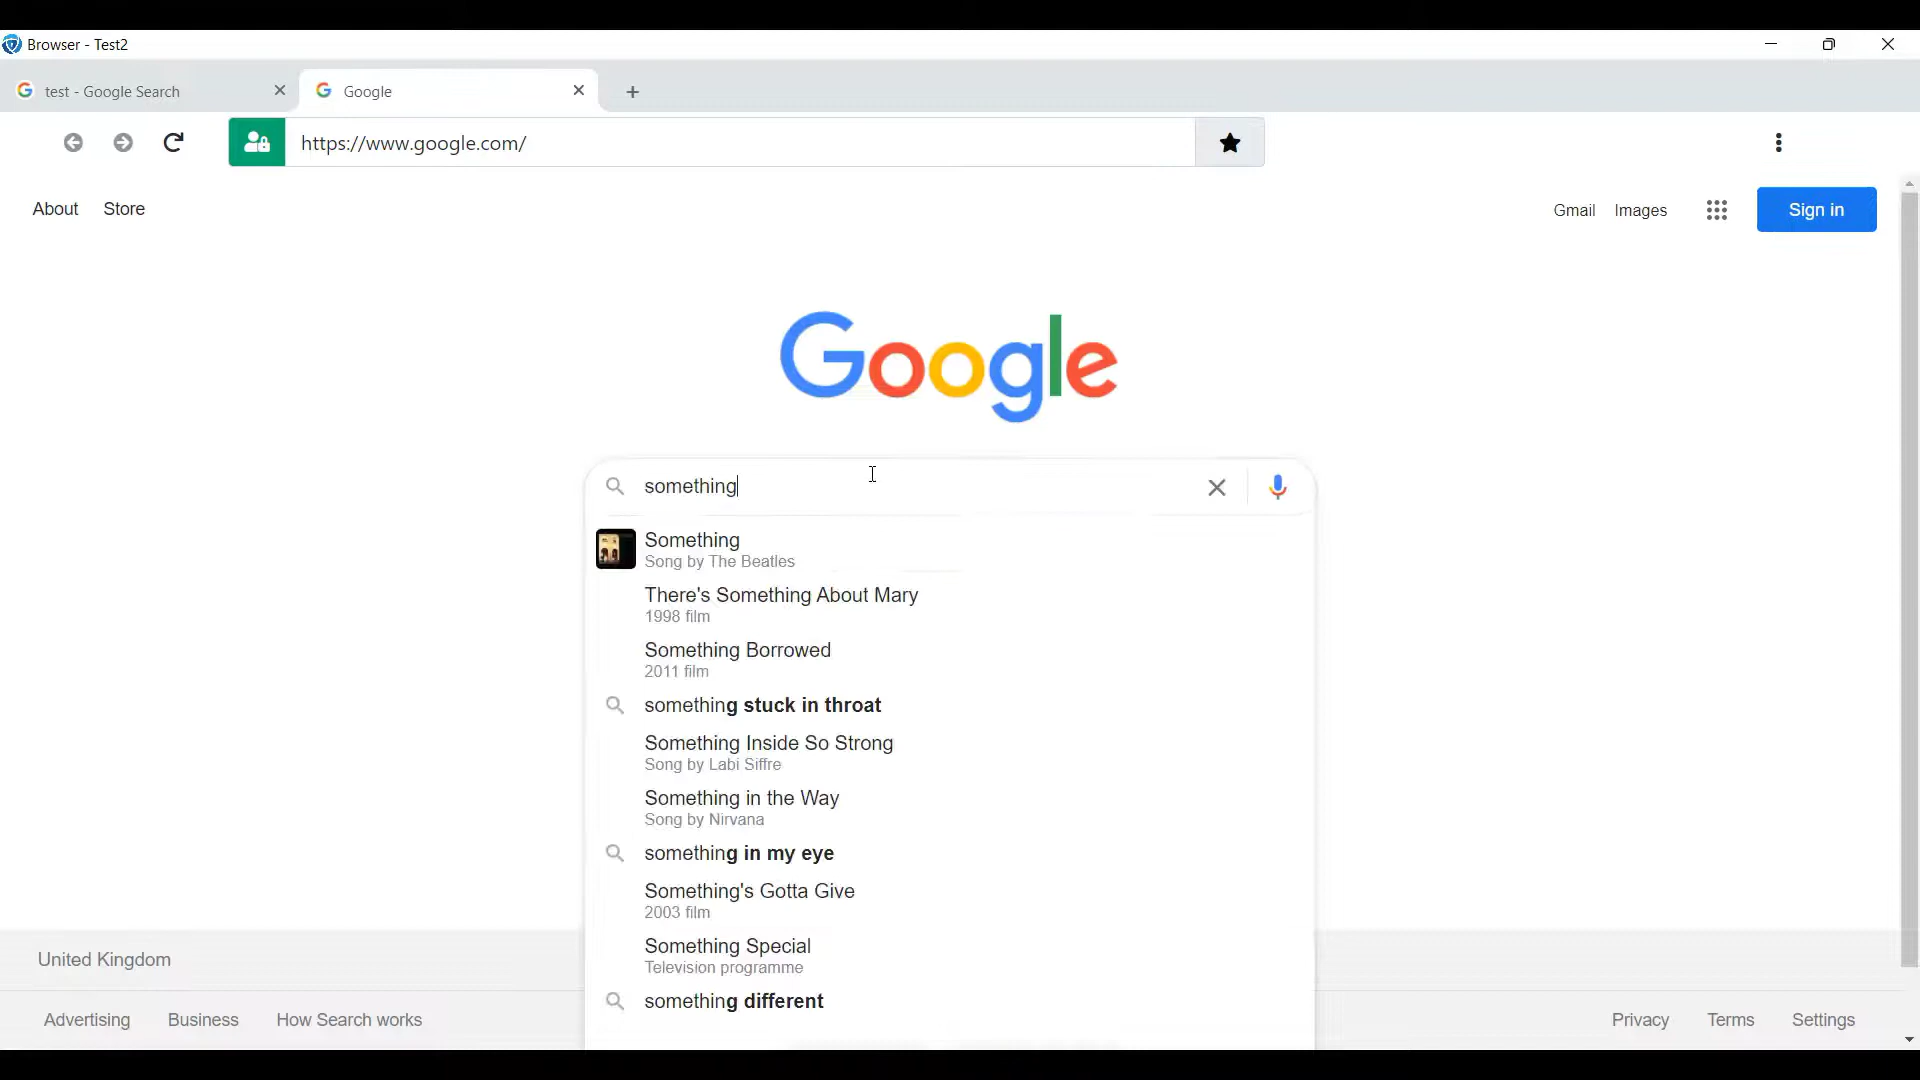 Browser - Test2
test - Google Search
Google
https://www.google.com/
About Store
Gmail Images Sign in
Google
something
Something
Song by The Beatles
There's Something About Mary
1998 film
Something Borrowed
2011 film
something stuck in throat
Something Inside So Strong
Song by Labi Siffre
Something in the Way
Song by Nirvana
something in my eye
Something's Gotta Give
2003 film
Something Special
Television programme
something different
United Kingdom
Advertising Business How Search works
Privacy Terms Settings